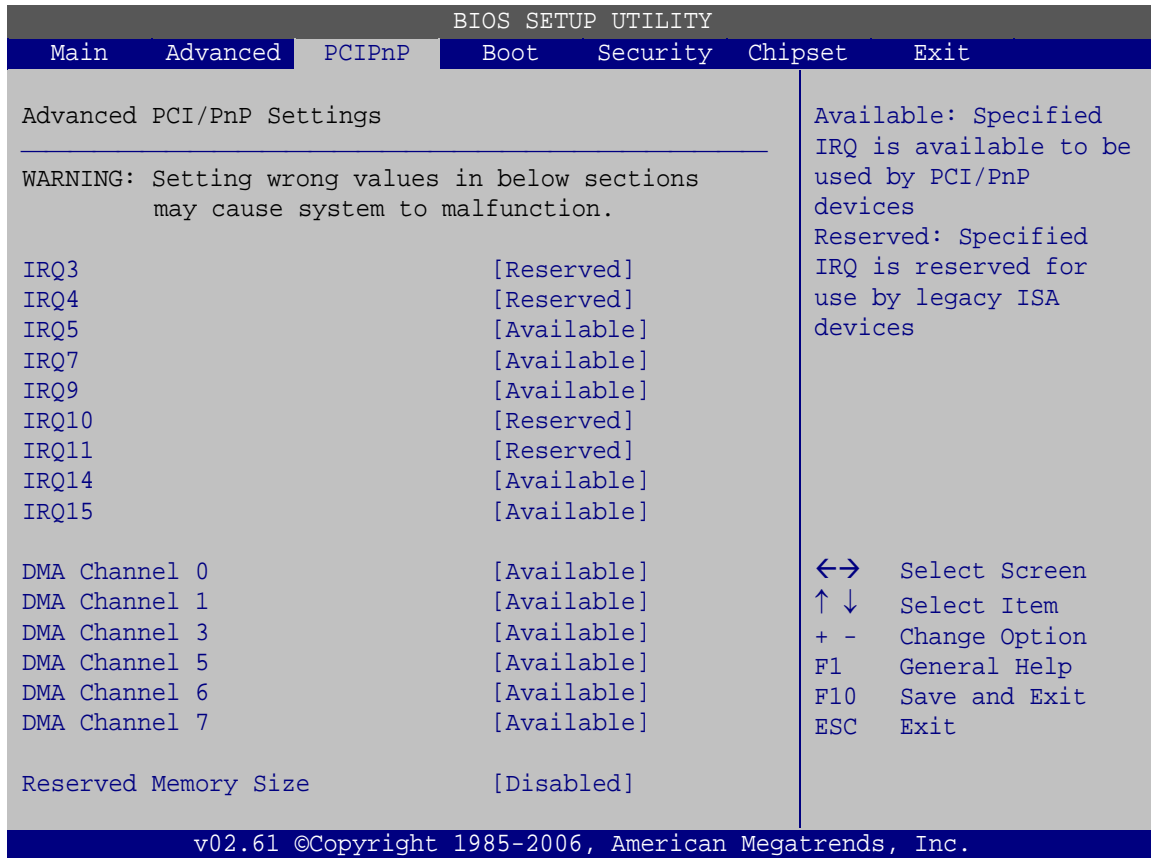 BIOS SETUP UTILITY
Main Advanced PCIPnP Boot Security Chipset Exit
Advanced PCI/PnP Settings
WARNING: Setting wrong values in below sections
may cause system to malfunction.
IRQ3 [Reserved]
IRQ4 [Reserved]
IRQ5 [Available]
IRQ7 [Available]
IRQ9 [Available]
IRQ10 [Reserved]
IRQ11 [Reserved]
IRQ14 [Available]
IRQ15 [Available]
DMA Channel 0 [Available]
DMA Channel 1 [Available]
DMA Channel 3 [Available]
DMA Channel 5 [Available]
DMA Channel 6 [Available]
DMA Channel 7 [Available]
Reserved Memory Size [Disabled]
Available: Specified
IRQ is available to be
used by PCI/PnP
devices
Reserved: Specified
IRQ is reserved for
use by legacy ISA
devices
←→ Select Screen
↑ ↓ Select Item
+ - Change Option
F1 General Help
F10 Save and Exit
ESC Exit
v02.61 ©Copyright 1985-2006, American Megatrends, Inc.